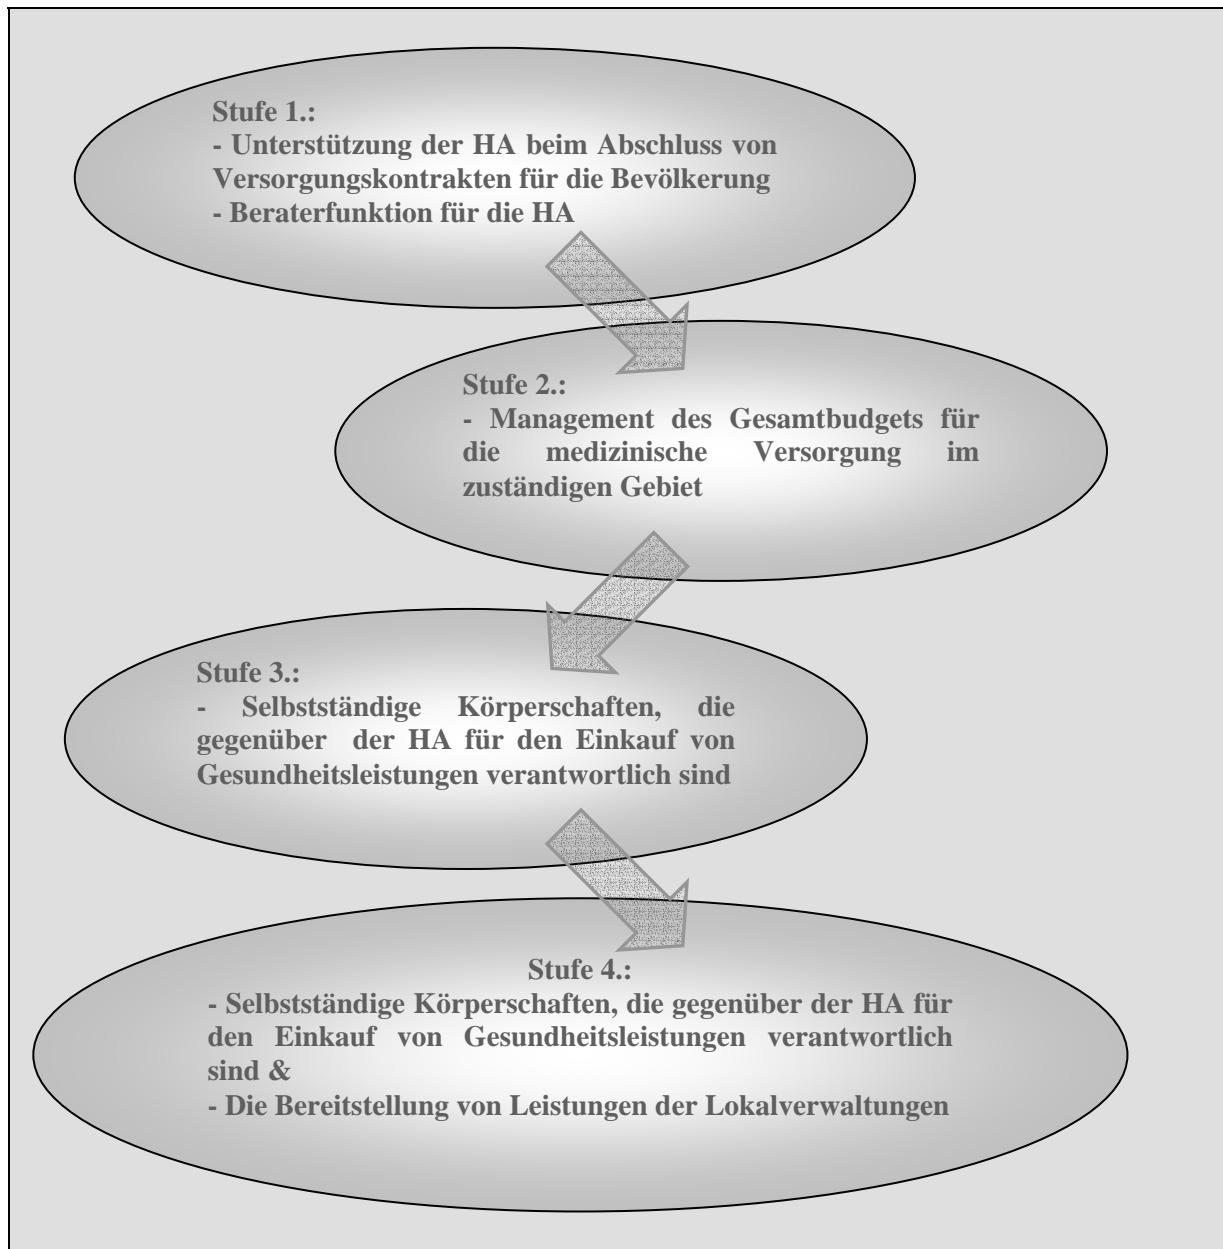 Stufe 1.:
- Unterstützung der HA beim Abschluss von
Versorgungskontrakten für die Bevölkerung
- Beraterfunktion für die HA
Stufe 2.:
- Management des Gesamtbudgets für
die medizinische Versorgung im
zuständigen Gebiet
Stufe 3.:
- Selbstständige Körperschaften, die
gegenüber der HA für den Einkauf von
Gesundheitsleistungen verantwortlich sind
Stufe 4.:
- Selbstständige Körperschaften, die gegenüber der HA für
den Einkauf von Gesundheitsleistungen verantwortlich
sind &
- Die Bereitstellung von Leistungen der Lokalverwaltungen